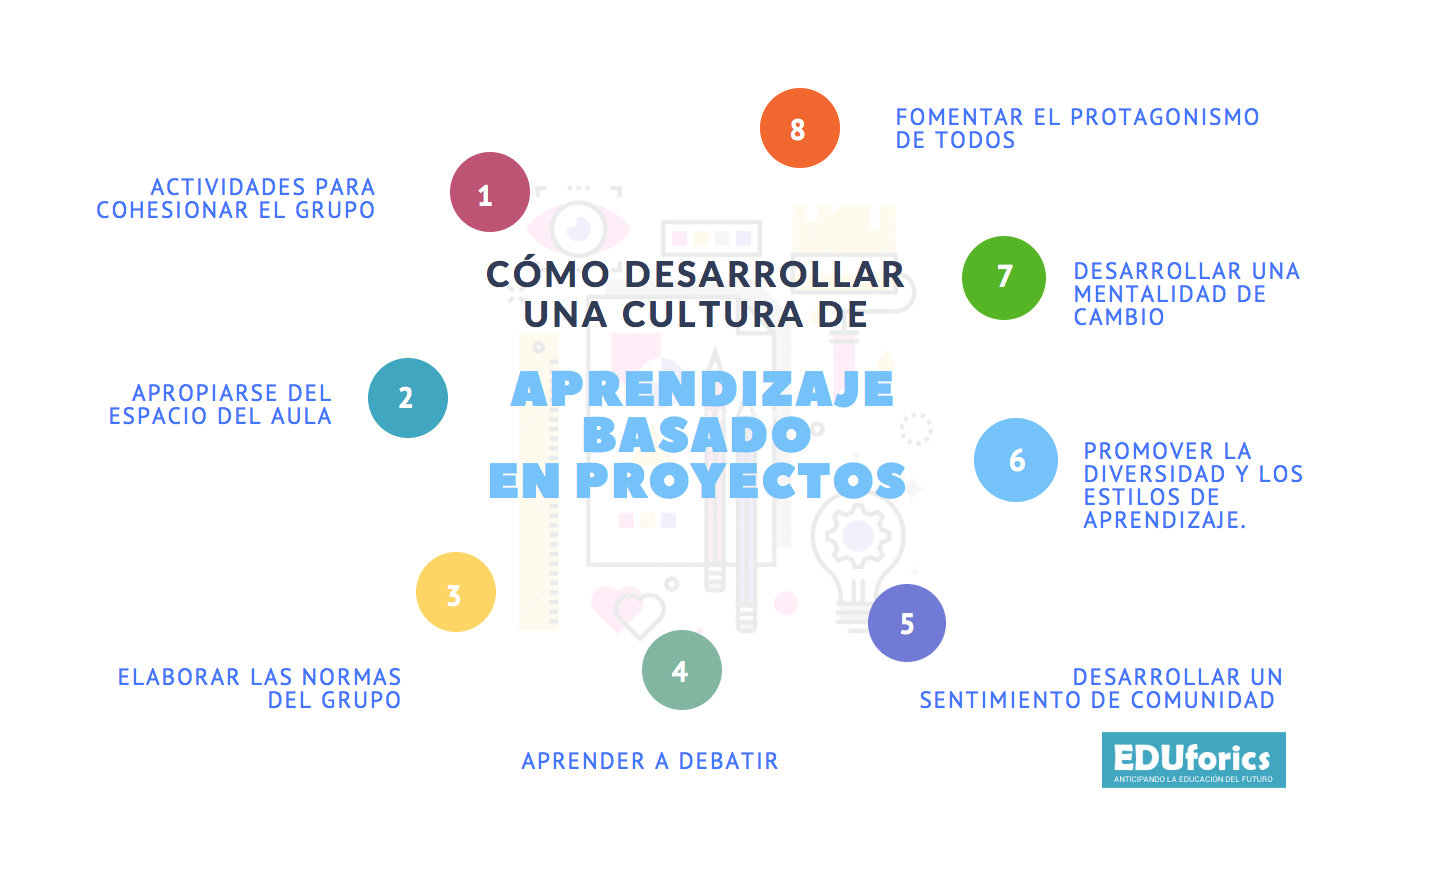 CÓMO DESARROLLAR
UNA CULTURA DE
APRENDIZAJE
BASADO
EN PROYECTOS
1
ACTIVIDADES PARA
COHESIONAR EL GRUPO
2
APROPIARSE DEL
ESPACIO DEL AULA
3
ELABORAR LAS NORMAS
DEL GRUPO
4
APRENDER A DEBATIR
5
DESARROLLAR UN
SENTIMIENTO DE COMUNIDAD
6
PROMOVER LA
DIVERSIDAD Y LOS
ESTILOS DE
APRENDIZAJE.
7
DESARROLLAR UNA
MENTALIDAD DE
CAMBIO
8
FOMENTAR EL PROTAGONISMO
DE TODOS
EDUforics
ANTICIPANDO LA EDUCACIÓN DEL FUTURO